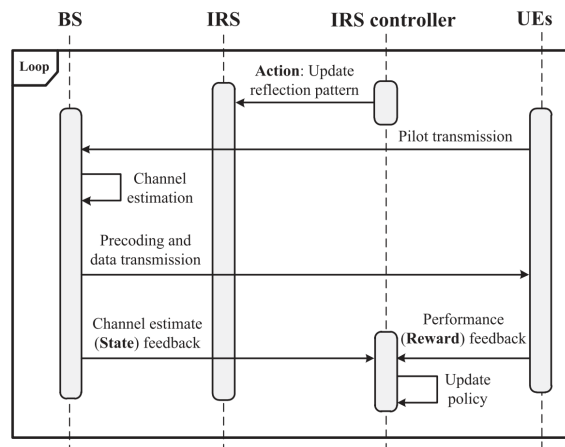 BS
IRS
IRS controller
UEs
Loop
Action: Update
reflection pattern
Pilot transmission
Channel
estimation
Precoding and
data transmission
Channel estimate
(State) feedback
Performance
(Reward) feedback
Update
policy